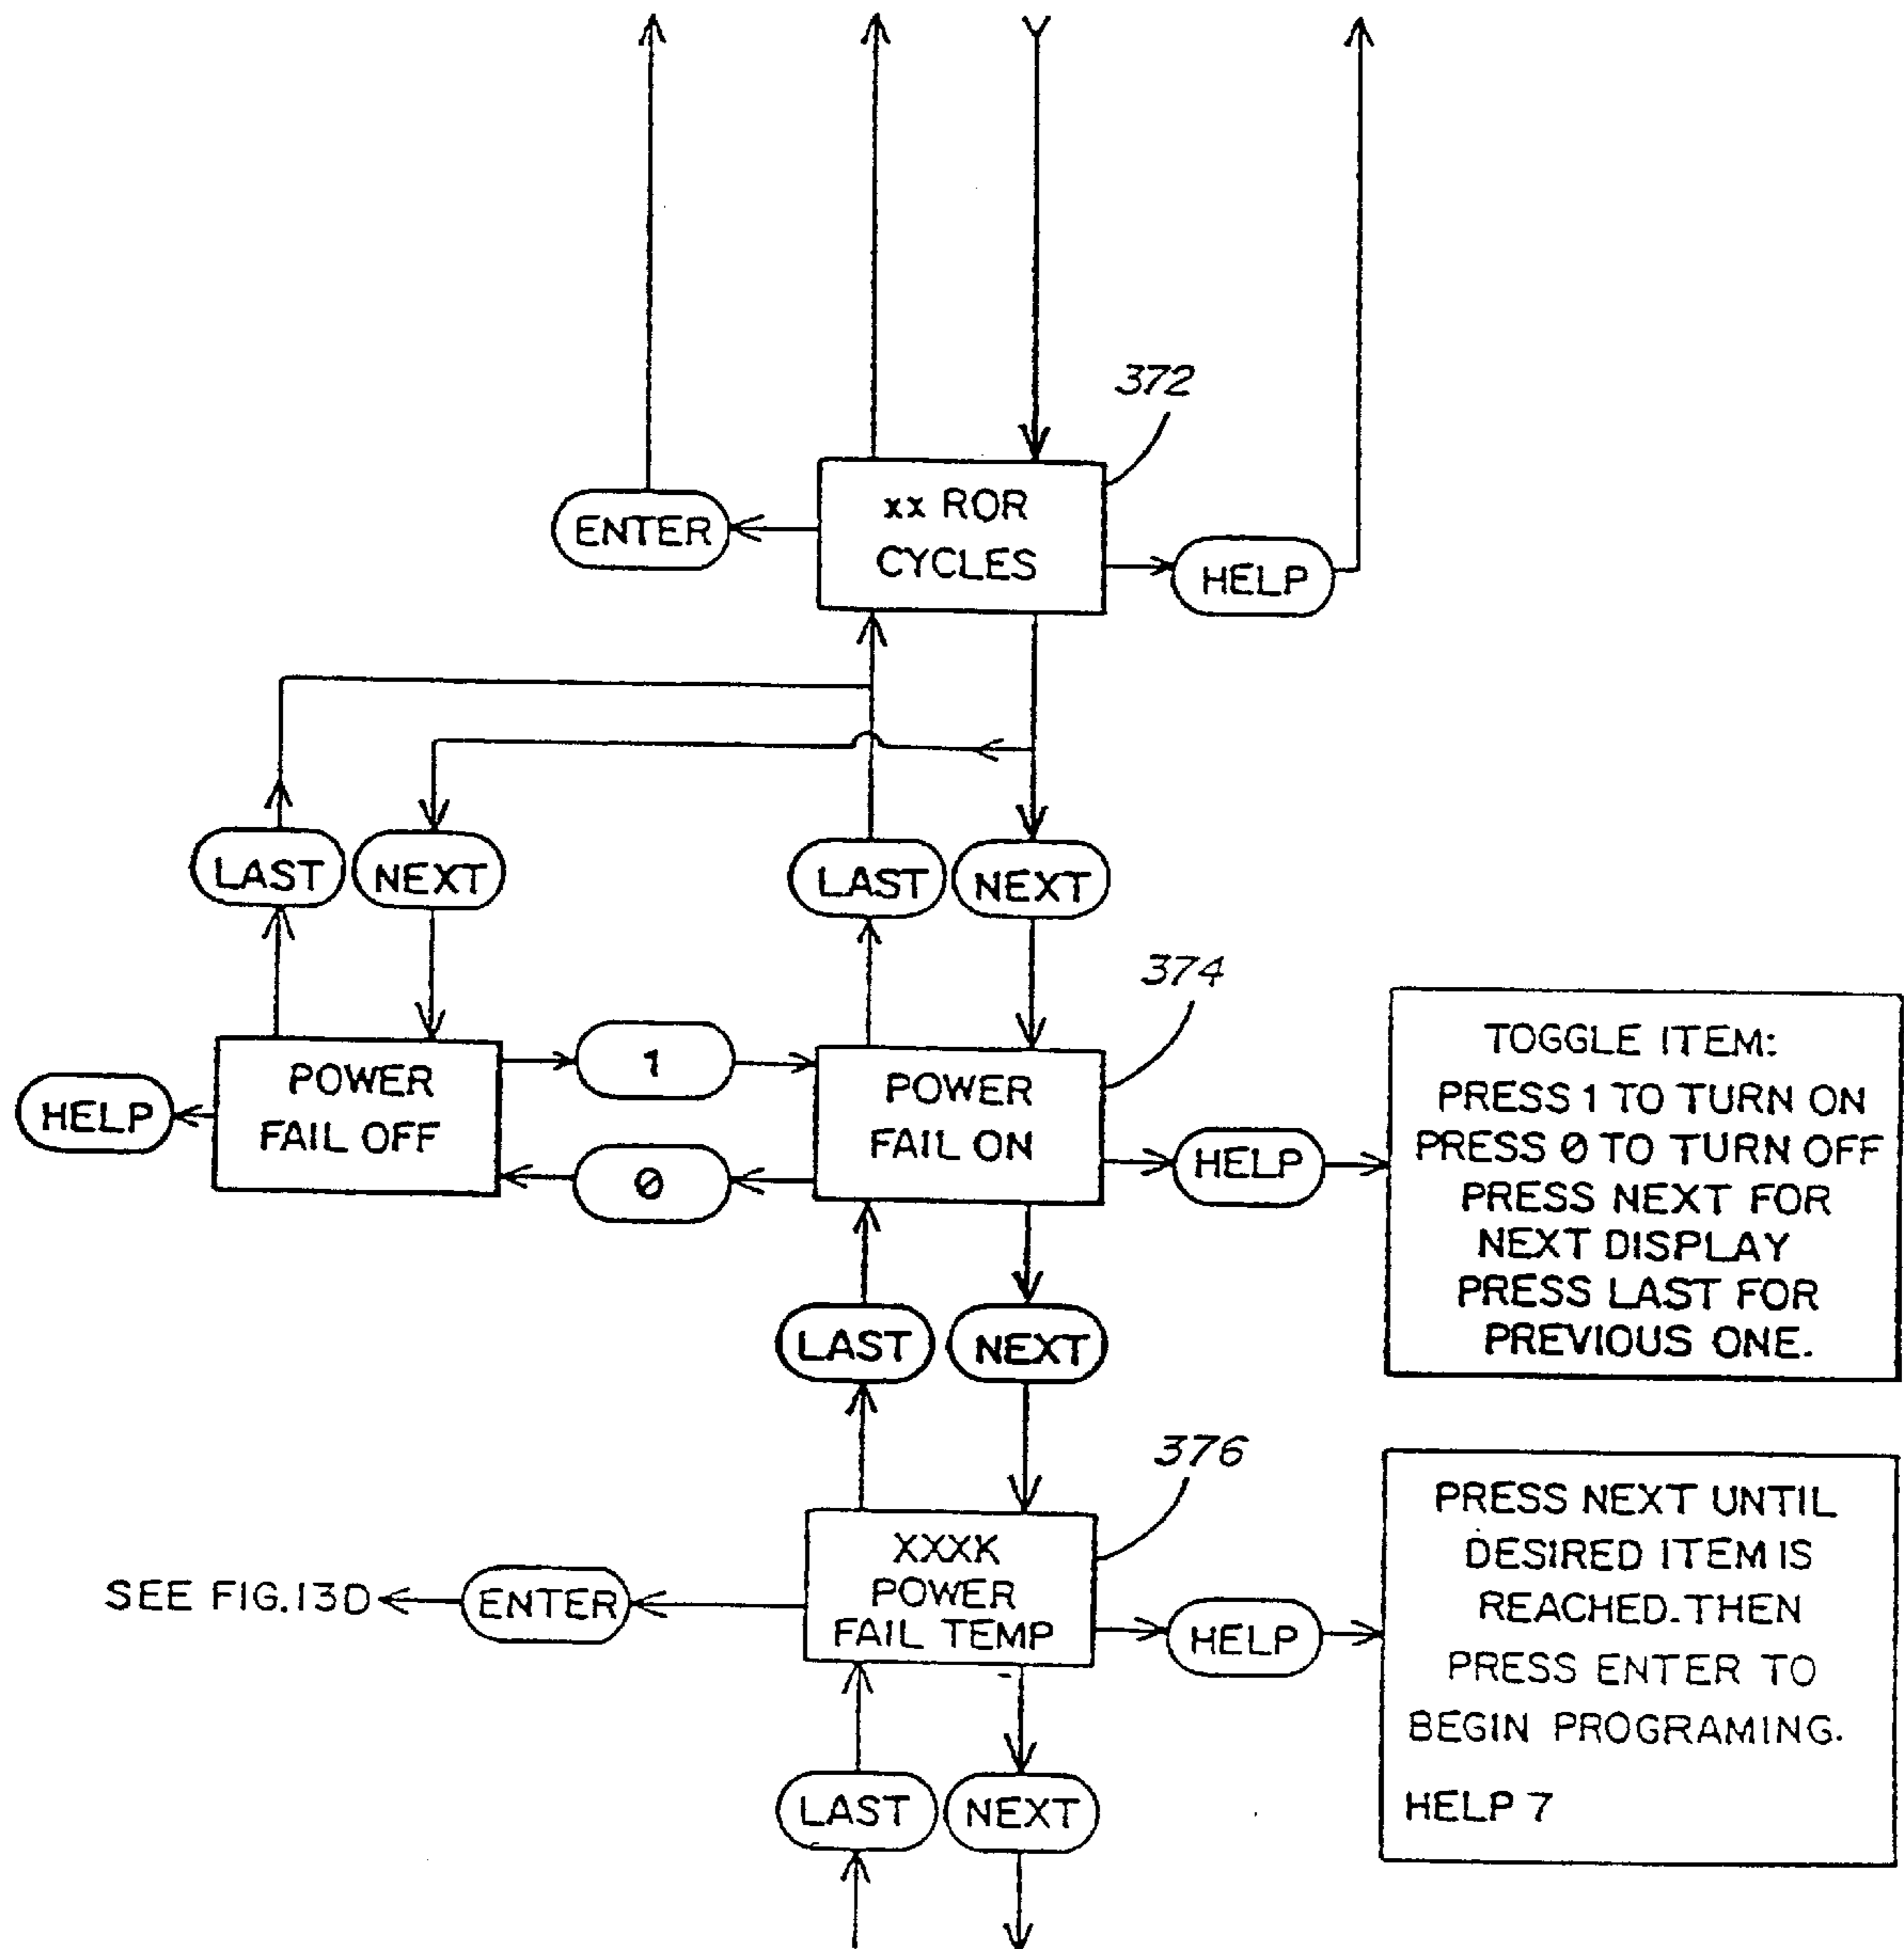 372
xx ROR
CYCLES
ENTER
HELP
LAST
NEXT
LAST
NEXT
374
POWER
FAIL OFF
HELP
1
0
POWER
FAIL ON
HELP
TOGGLE ITEM:
PRESS 1 TO TURN ON
PRESS 0 TO TURN OFF
PRESS NEXT FOR
NEXT DISPLAY
PRESS LAST FOR
PREVIOUS ONE.
LAST
NEXT
376
XXXK
POWER
FAIL TEMP
SEE FIG.13D
ENTER
HELP
PRESS NEXT UNTIL
DESIRED ITEM IS
REACHED.THEN
PRESS ENTER TO
BEGIN PROGRAMING.
HELP 7
LAST
NEXT